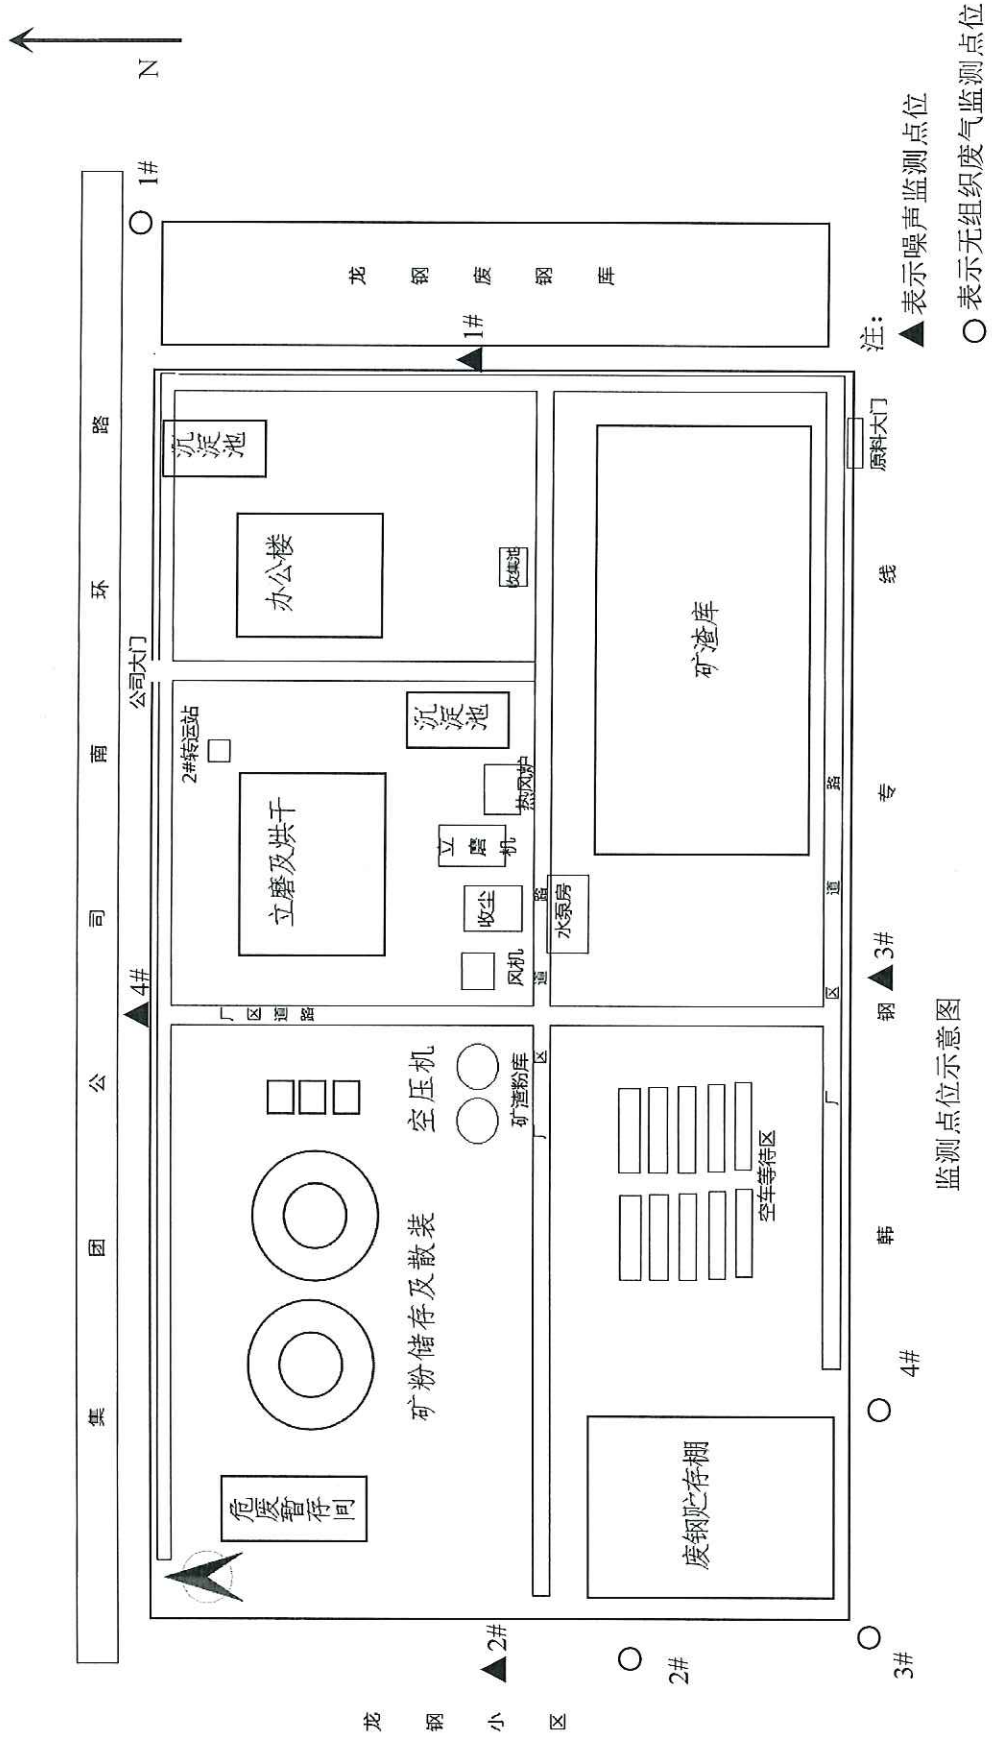 集团公司南环路
4#
公司大门
1#
N
龙钢小区
2#
危废暂存间
矿粉储存及散装
空压机
矿渣粉库
厂区道路
立磨及烘干
2#转运站
沉淀池
热风炉
立磨机
收尘
风机
办公楼
沉淀池
收集池
1#
龙钢废钢库
厂区道路
水泵房
废钢贮存棚
空车等待区
矿渣库
厂区道路
2#
3#
4#
韩钢专线
3#
原料大门
注：
▲表示噪声监测点位
○表示无组织废气监测点位
监测点位示意图